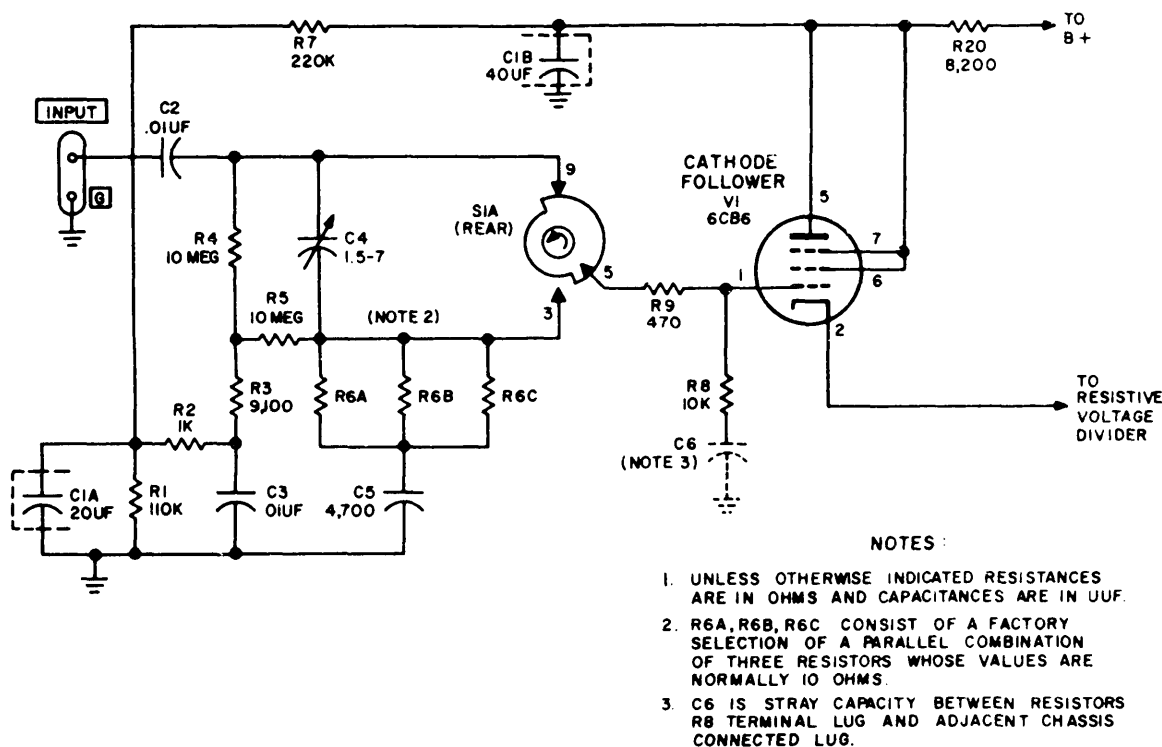 TO
B+
R7
220K
R20
8,200
C1B
40UF
INPUT
C2
.01UF
G
9
CATHODE
FOLLOWER
V1
6CB6
5
S1A
(REAR)
R4
10 MEG
C4
1.5-7
7
6
5
1
R5
10 MEG
(NOTE 2)
3
R9
470
2
R3
9,100
R6A
R6B
R6C
R8
10K
TO
RESISTIVE
VOLTAGE
DIVIDER
R2
1K
C6
(NOTE 3)
C1A
20UF
R1
110K
C3
.01UF
C5
4,700
NOTES:
1. UNLESS OTHERWISE INDICATED RESISTANCES
ARE IN OHMS AND CAPACITANCES ARE IN UUF.
2. R6A, R6B, R6C CONSIST OF A FACTORY
SELECTION OF A PARALLEL COMBINATION
OF THREE RESISTORS WHOSE VALUES ARE
NORMALLY 10 OHMS.
3. C6 IS STRAY CAPACITY BETWEEN RESISTORS
R8 TERMINAL LUG AND ADJACENT CHASSIS
CONNECTED LUG.